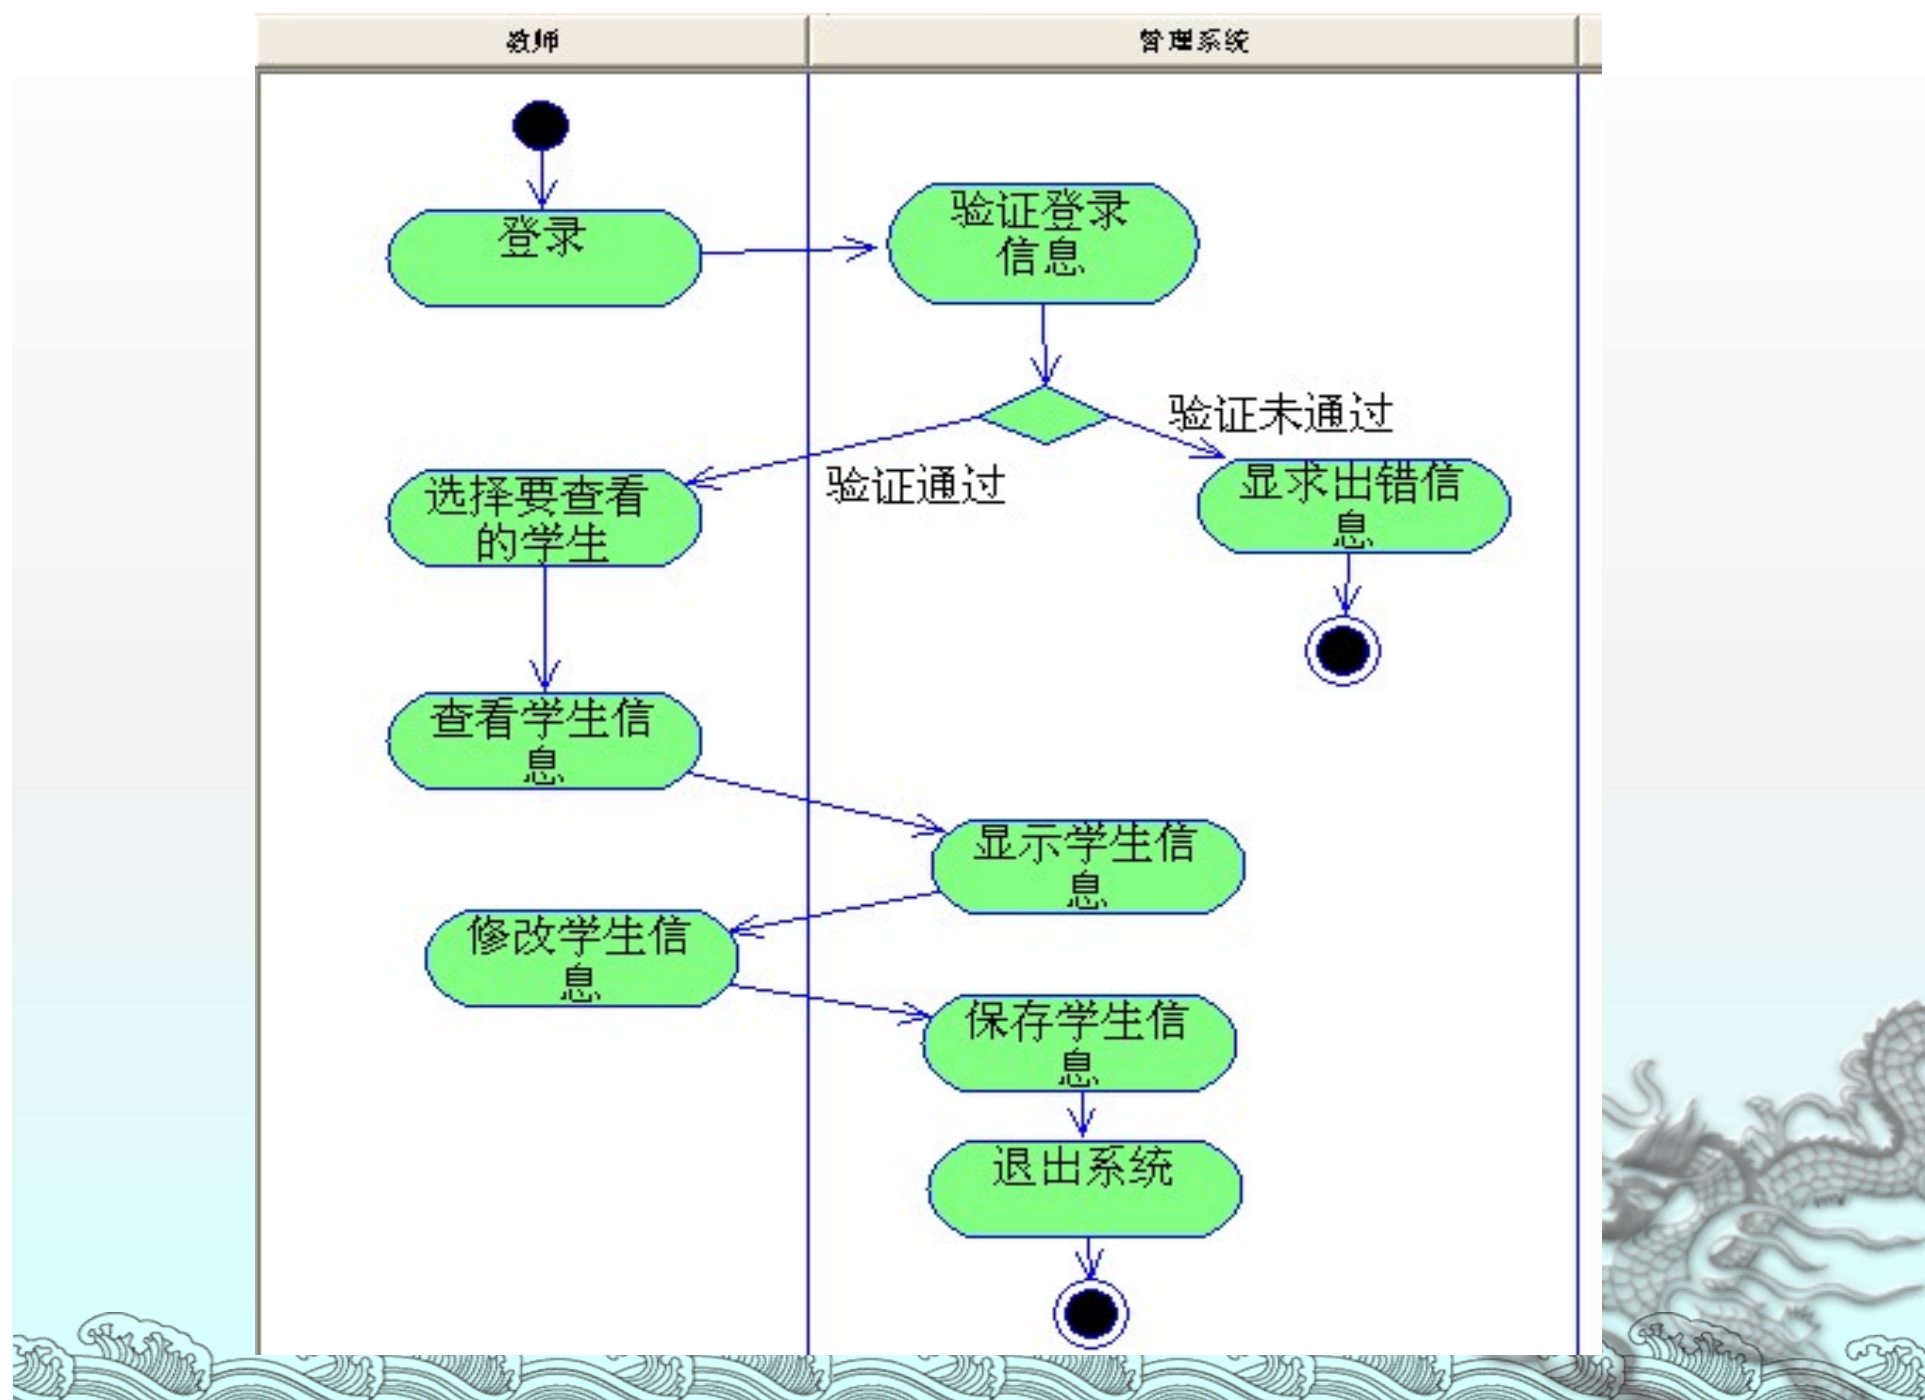 教师
管理系统
登录
验证登录
信息
验证未通过
验证通过
显求出错信
息
选择要查看
的学生
查看学生信
息
显示学生信
息
修改学生信
息
保存学生信
息
退出系统